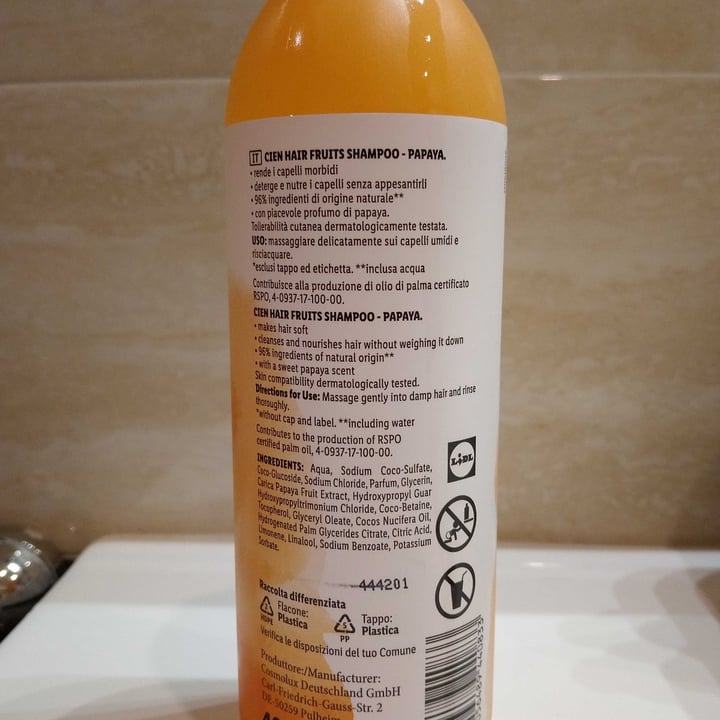 IT CIEN HAIR FRUITS SHAMPOO - PAPAYA.
• rende i capelli morbidi
• deterge e nutre i capelli senza appesantirli
• 96% ingredienti di origine naturale**
• con piacevole profumo di papaya.
Tollerabilità cutanea dermatologicamente testata.
USO: massaggiare delicatamente sui capelli umidi e
risciacquare.
*esclusi tappo ed etichetta. **inclusa acqua
Contribuisce alla produzione di olio di palma certificato
RSPO, 4-0937-17-100-00.
CIEN HAIR FRUITS SHAMPOO - PAPAYA.
• makes hair soft
• cleanses and nourishes hair without weighing it down
• 96% ingredients of natural origin**
• with a sweet papaya scent
Skin compatibility dermatologically tested.
Directions for Use: Massage gently into damp hair and rinse
thoroughly.
*without cap and label. **including water
Contributes to the production of RSPO
certified palm oil, 4-0937-17-100-00.
INGREDIENTS: Aqua, Sodium Coco-Sulfate,
Coco-Glucoside, Sodium Chloride, Parfum, Glycerin,
Carica Papaya Fruit Extract, Hydroxypropyl Guar
Hydroxypropyltrimonium Chloride, Coco-Betaine,
Tocopherol, Glyceryl Oleate, Cocos Nucifera Oil,
Hydrogenated Palm Glycerides Citrate, Citric Acid,
Limonene, Linalool, Sodium Benzoate, Potassium
Sorbate.
LIDL
444201
Raccolta differenziata
Flacone:
Plastica
2
HDPE
Tappo:
Plastica
5
PP
Verifica le disposizioni del tuo Comune
Produttore:/Manufacturer:
Cosmolux Deutschland GmbH
Carl-Friedrich-Gauss-Str. 2
DE-50259 Pulheim